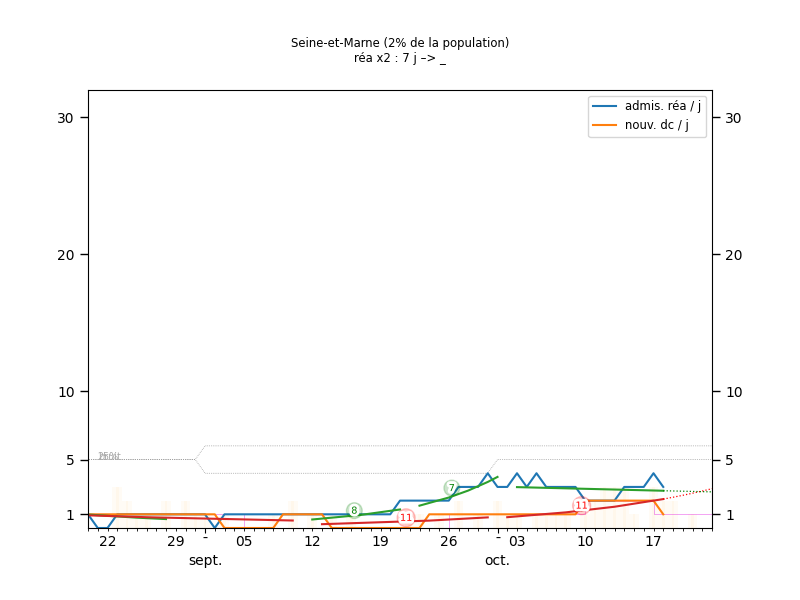 Seine-et-Marne (2% de la population)
réa x2 : 7 j –> _
admis. réa / j
nouv. dc / j
30 30
20 20
10 10
5 5
1 1
7
8
11
11
22 29 - 05 12 19 26 - 03 10 17
sept. oct.